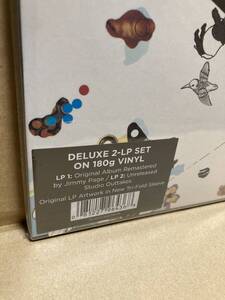 DELUXE 2-LP SET
ON 180g VINYL
LP 1: Original Album Remastered
by Jimmy Page / LP 2: Unreleased
Studio Outtakes
Original LP Artwork in New Tri-Fold Sleeve